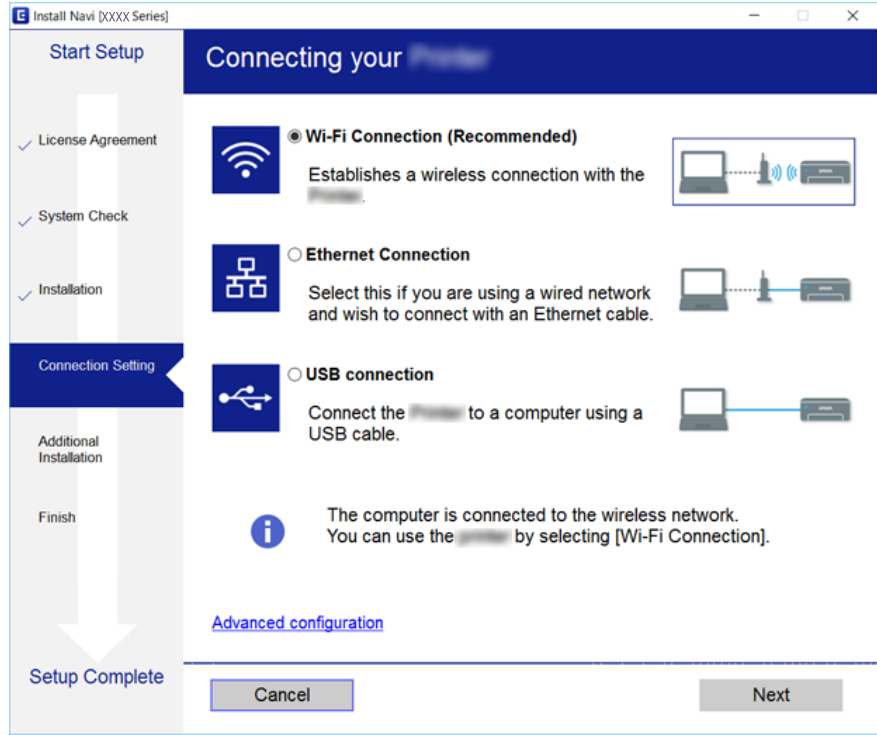 Install Navi [XXXX Series]
Start Setup
License Agreement
System Check
Installation
Connection Setting
Additional
Installation
Finish
Setup Complete
Connecting your
Wi-Fi Connection (Recommended)
Establishes a wireless connection with the
.
Ethernet Connection
Select this if you are using a wired network
and wish to connect with an Ethernet cable.
USB connection
Connect the to a computer using a
USB cable.
The computer is connected to the wireless network.
You can use the by selecting [Wi-Fi Connection].
Advanced configuration
Cancel
Next